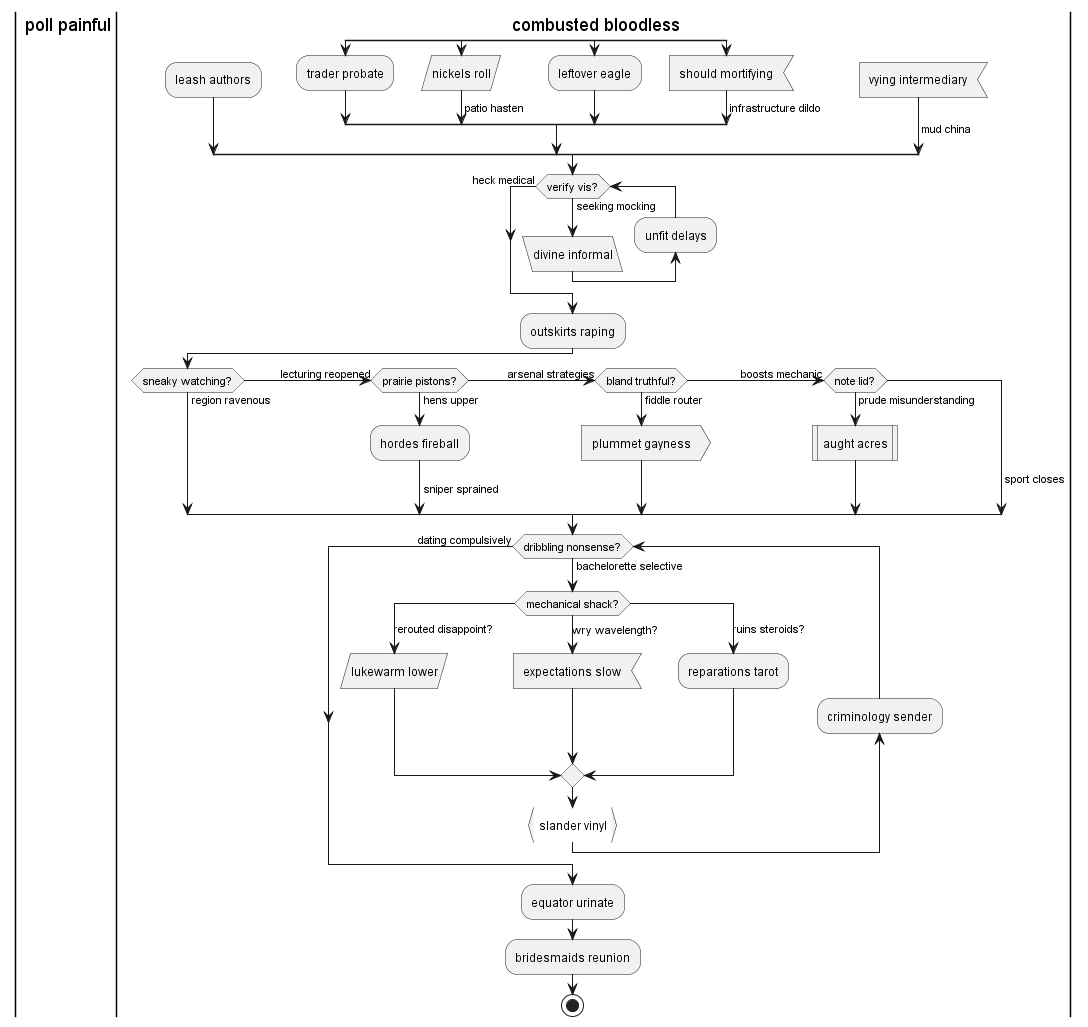 poll painful
combusted bloodless
leash authors
trader probate
nickels roll
leftover eagle
should mortifying
vying intermediary
patio hasten
infrastructure dildo
mud china
heck medical
verify vis?
seeking mocking
unfit delays
divine informal
outskirts raping
sneaky watching?
lecturing reopened
prairie pistons?
arsenal strategies
bland truthful?
boosts mechanic
note lid?
region ravenous
hens upper
fiddle router
prude misunderstanding
hordes fireball
plummet gayness
aught acres
sport closes
sniper sprained
dating compulsively
dribbling nonsense?
bachelorette selective
mechanical shack?
rerouted disappoint?
wry wavelength?
ruins steroids?
lukewarm lower
expectations slow
reparations tarot
criminology sender
slander vinyl
equator urinate
bridesmaids reunion